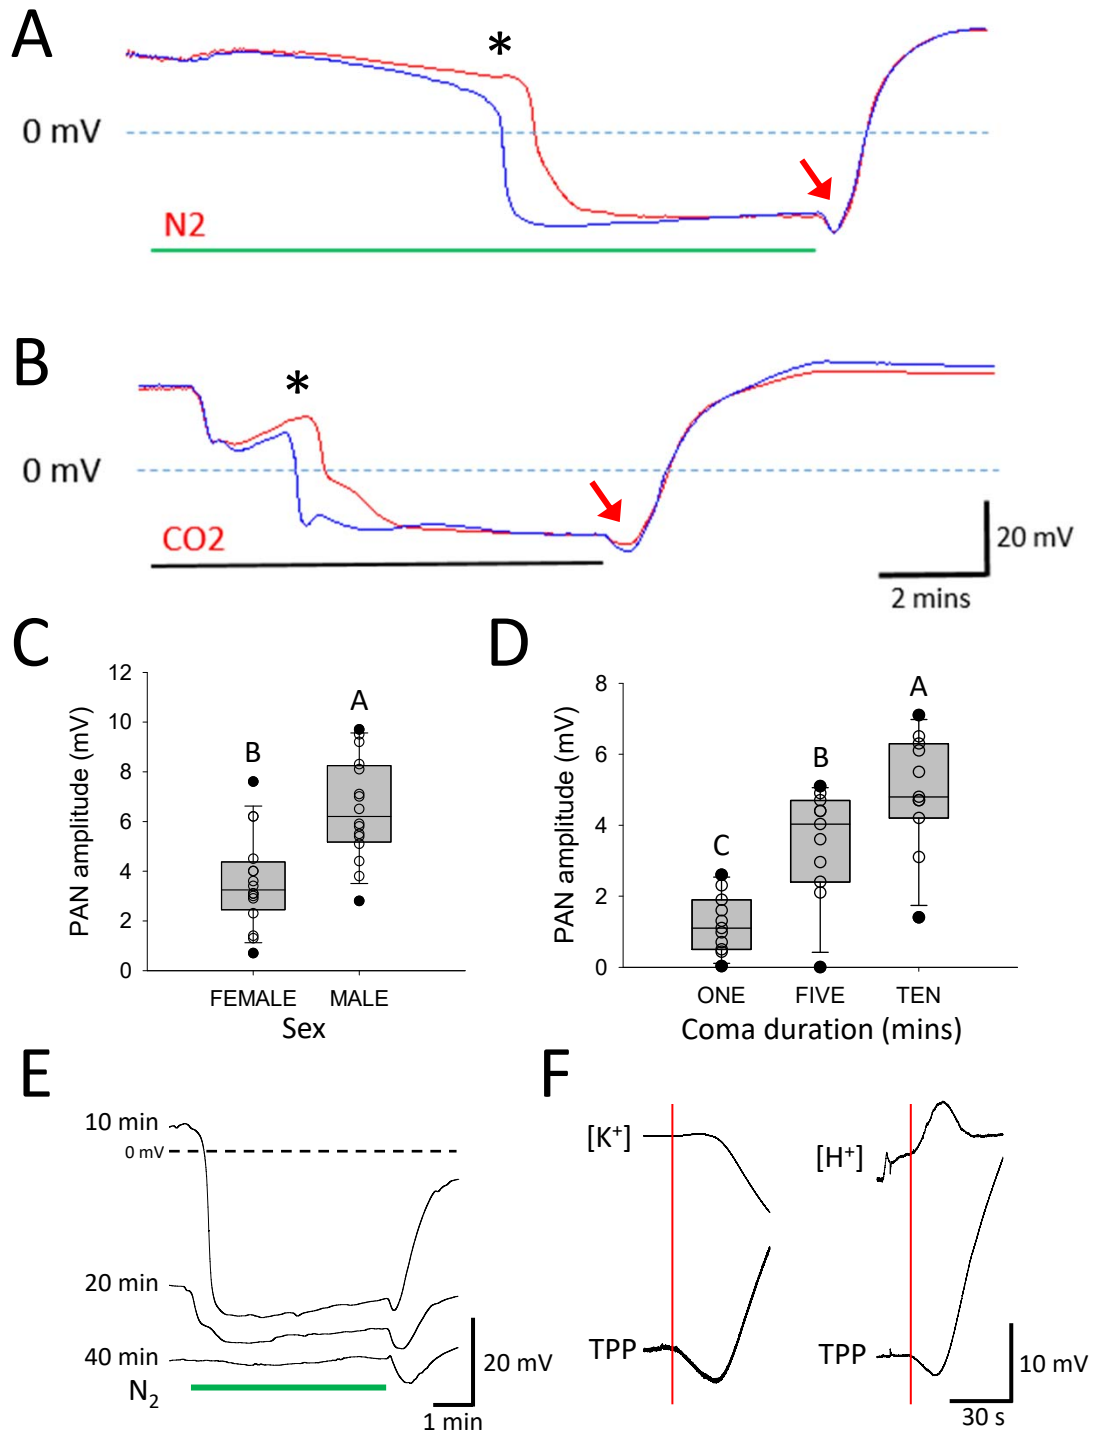 A
*
0 mV
N2
B
*
0 mV
CO2
20 mV
2 mins
C
D
12
10
8
6
4
2
0
PAN amplitude (mV)
B
A
FEMALE
MALE
Sex
8
6
4
2
0
PAN amplitude (mV)
C
B
A
ONE
FIVE
TEN
Coma duration (mins)
E
F
10 min
0 mV
20 min
40 min
N₂
20 mV
1 min
[K⁺]
TPP
[H⁺]
TPP
10 mV
30 s